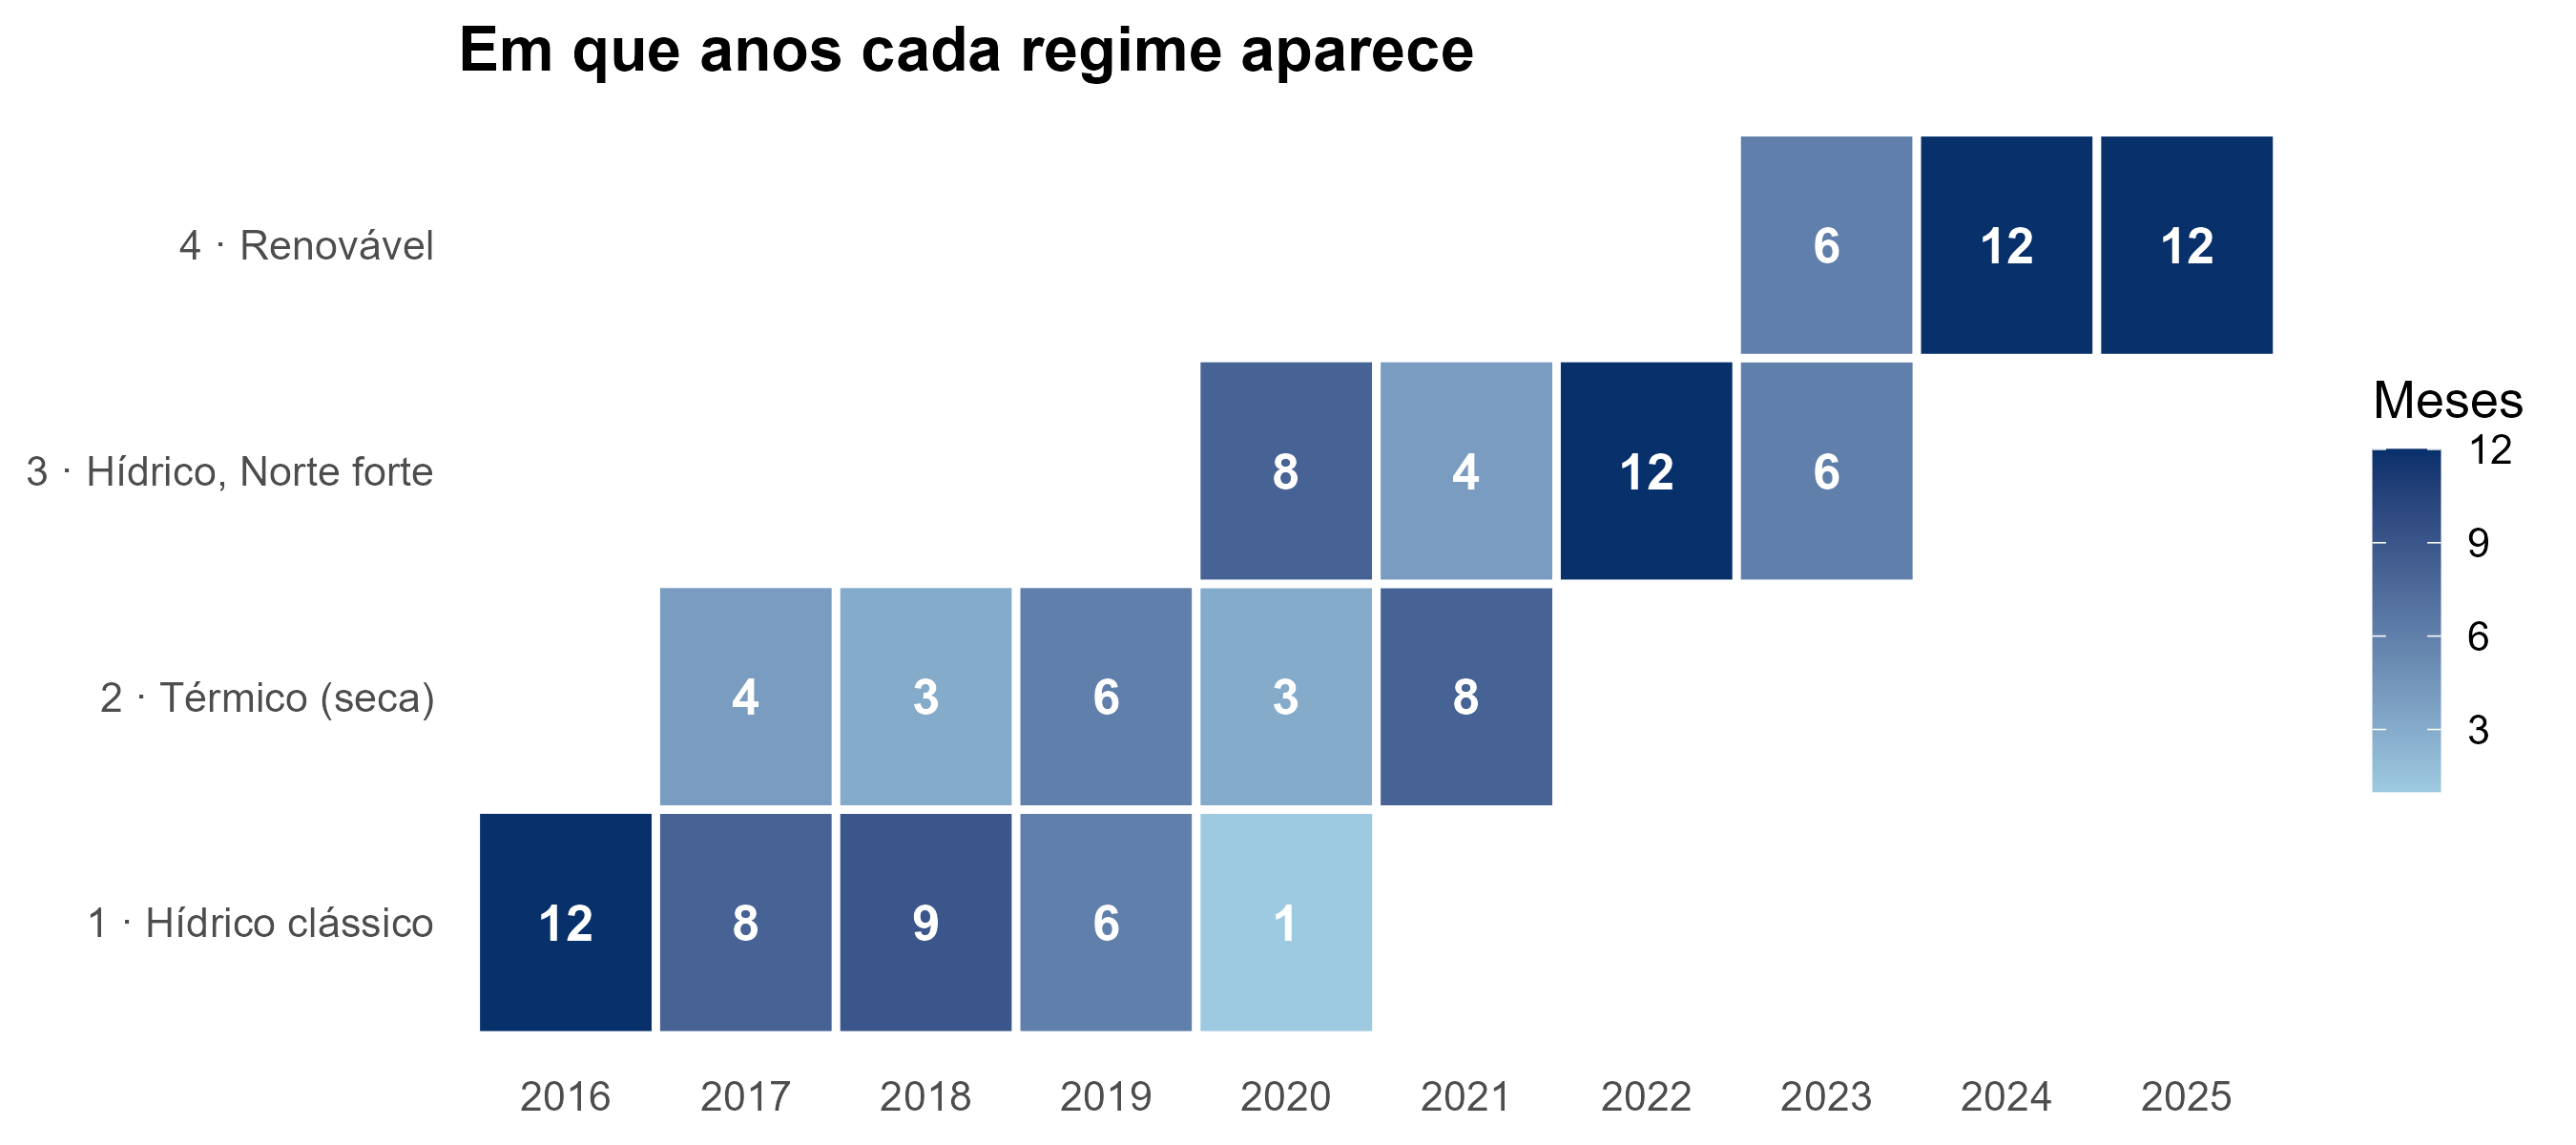 Em que anos cada regime aparece
4 · Renovável
6 12 12
3 · Hídrico, Norte forte
8 4 12 6
2 · Térmico (seca)
4 3 6 3 8
1 · Hídrico clássico
12 8 9 6 1
2016 2017 2018 2019 2020 2021 2022 2023 2024 2025
Meses
12
9
6
3